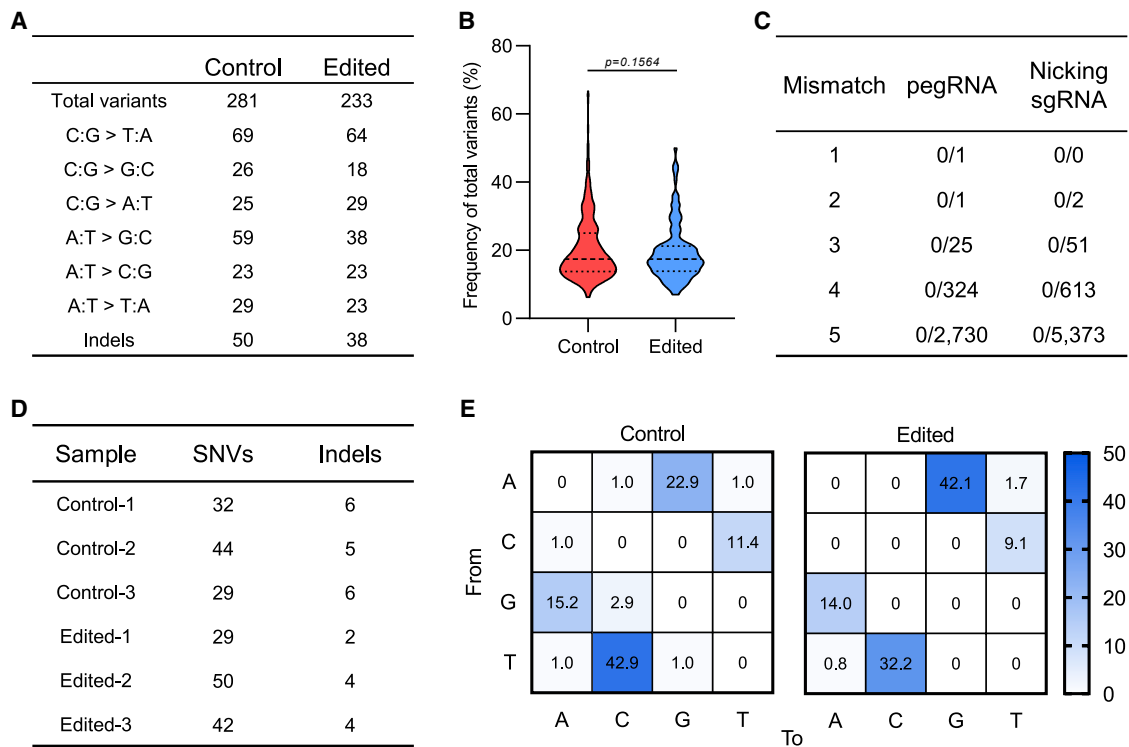 A
Control Edited
Total variants 281 233
C:G > T:A 69 64
C:G > G:C 26 18
C:G > A:T 25 29
A:T > G:C 59 38
A:T > C:G 23 23
A:T > T:A 29 23
Indels 50 38
B
Frequency of total variants (%)
80
60
40
20
0
p=0.1564
Control Edited
C
Mismatch pegRNA Nicking sgRNA
1 0/1 0/0
2 0/1 0/2
3 0/25 0/51
4 0/324 0/613
5 0/2,730 0/5,373
D
Sample SNVs Indels
Control-1 32 6
Control-2 44 5
Control-3 29 6
Edited-1 29 2
Edited-2 50 4
Edited-3 42 4
E
Control Edited
From
A 0 1.0 22.9 1.0 0 0 42.1 1.7
C 1.0 0 0 11.4 0 0 0 9.1
G 15.2 2.9 0 0 14.0 0 0 0
T 1.0 42.9 1.0 0 0.8 32.2 0 0
A C G T A C G T
To
50
40
30
20
10
0